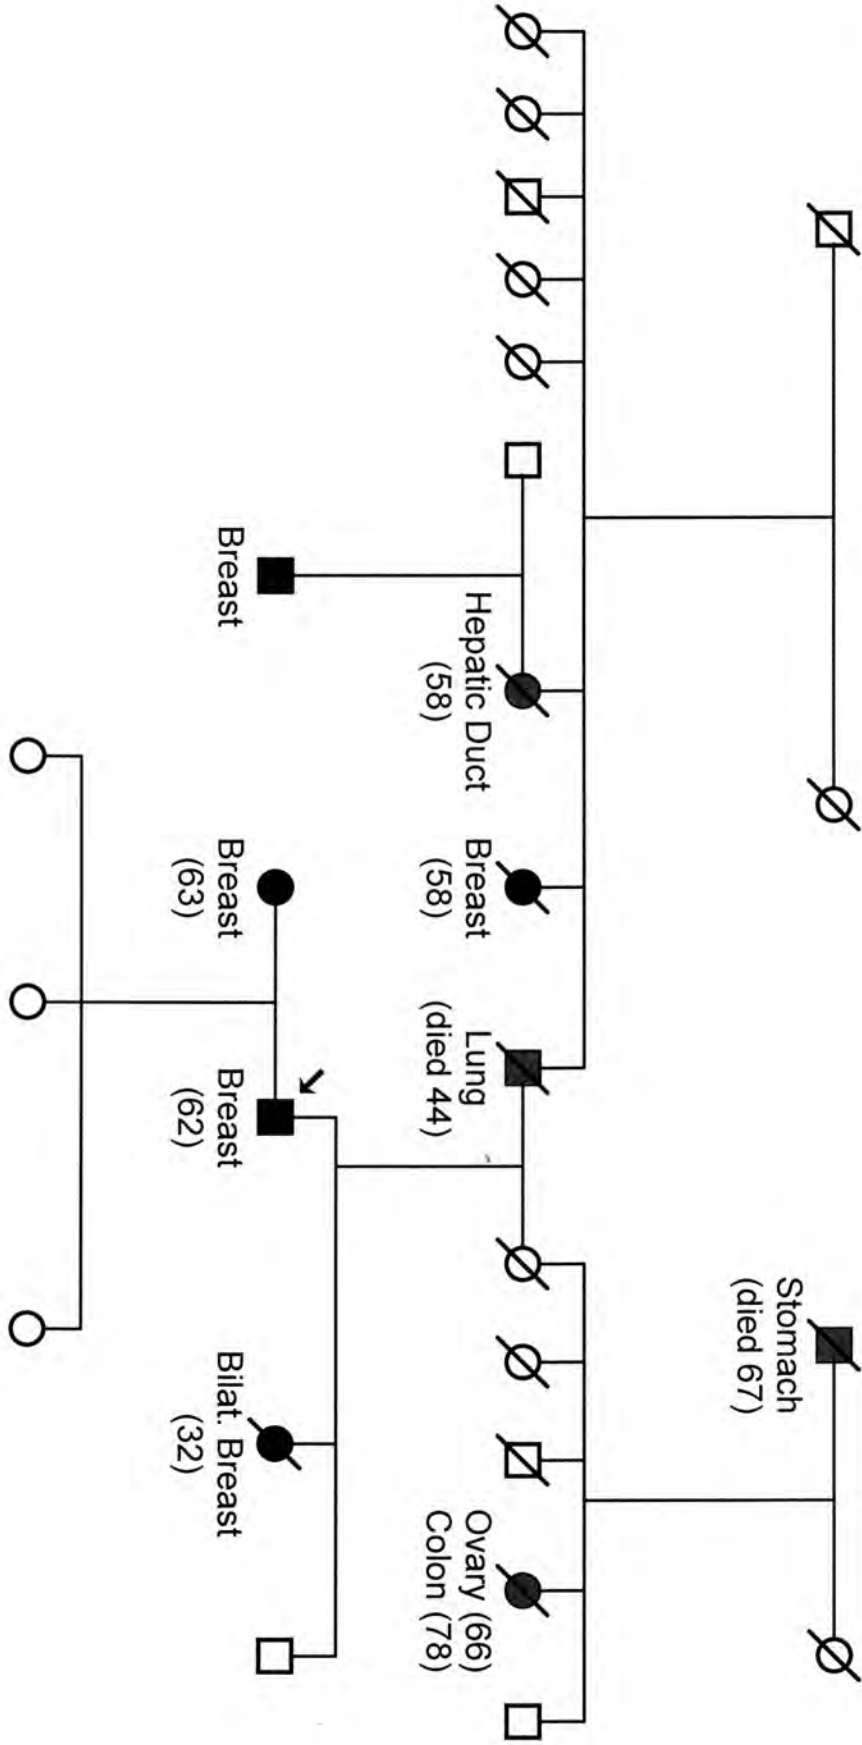 Stomach
(died 67)
Hepatic Duct
(58)
Breast
(58)
Lung
(died 44)
Ovary (66)
Colon (78)
Breast
Breast
(63)
Breast
(62)
Bilat. Breast
(32)